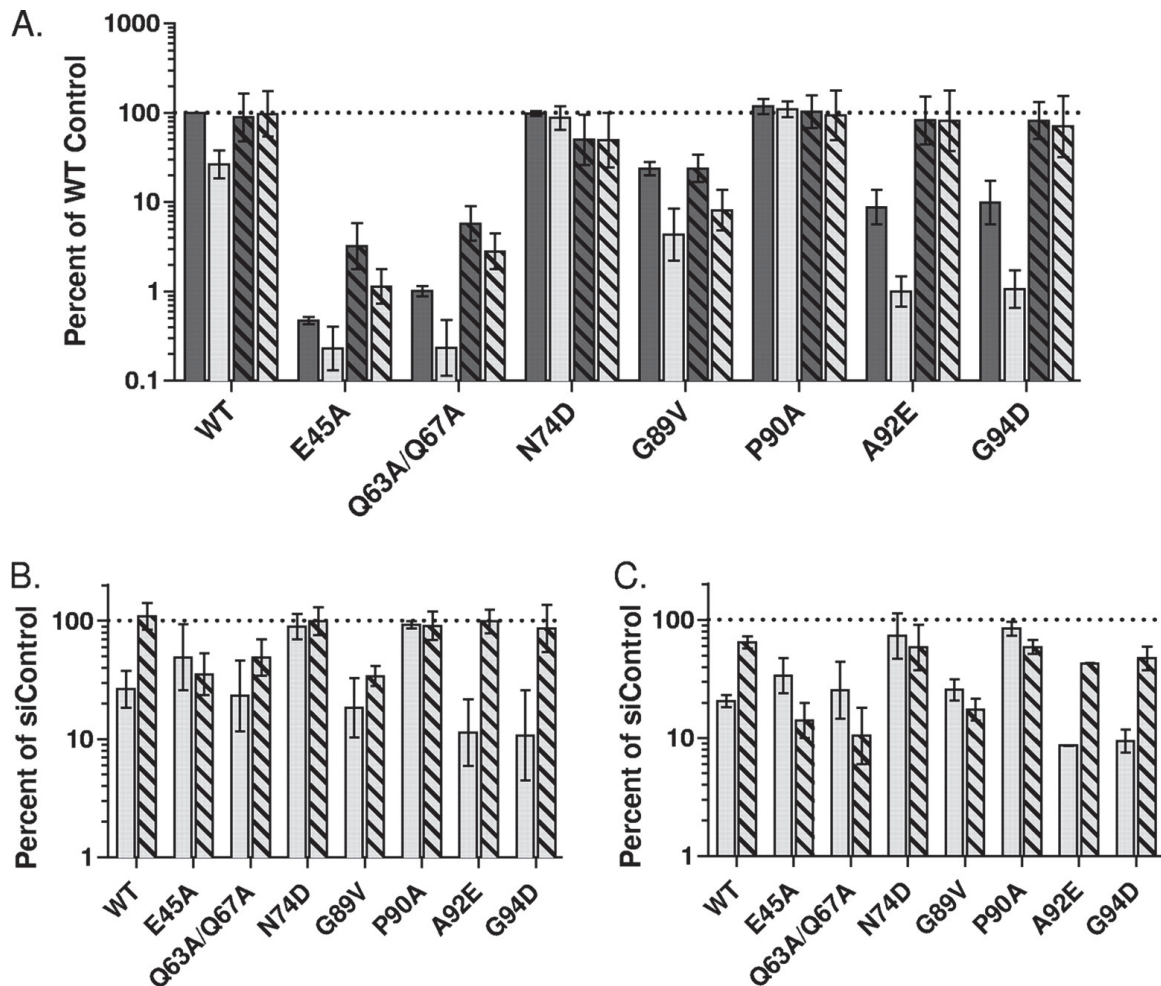 A.
Percent of WT Control
1000
100
10
1
0.1
WT
E45A
Q63A/Q67A
N74D
G89V
P90A
A92E
G94D
B.
Percent of siControl
100
10
1
WT
E45A
Q63A/Q67A
N74D
G89V
P90A
A92E
G94D
C.
Percent of siControl
100
10
1
WT
E45A
Q63A/Q67A
N74D
G89V
P90A
A92E
G94D